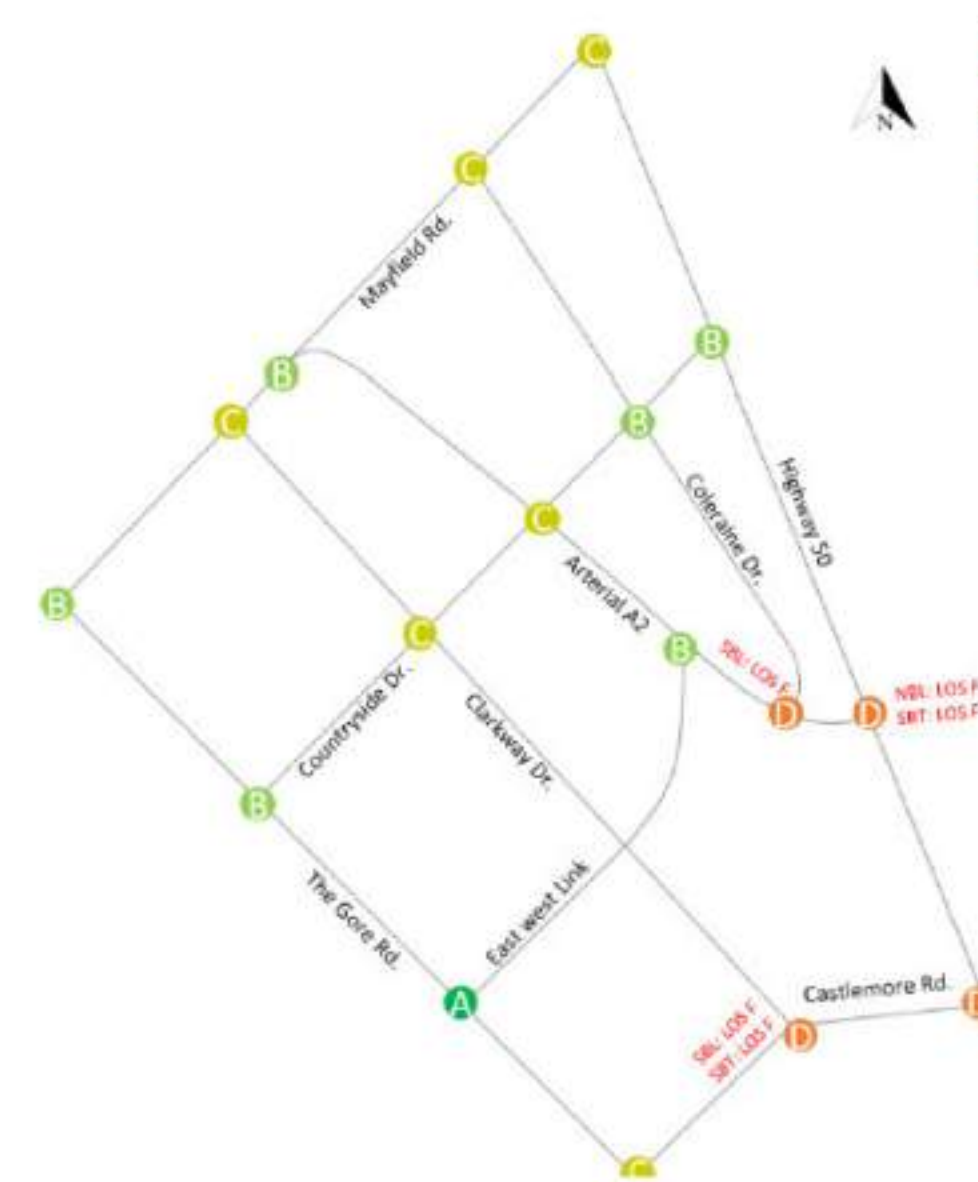 C
N
C
Mayfield Rd.
B
B
C
B
Highway 50
Coleraine Dr.
C
Arterial A2
B
C
B
SBL: LOS F
NBL: LOS F
SBT: LOS F
D
D
Countryside Dr.
Clarkway Dr.
B
The Gore Rd.
East west Link
A
Castlemore Rd.
SBL: LOS F
SBT: LOS F
D
C